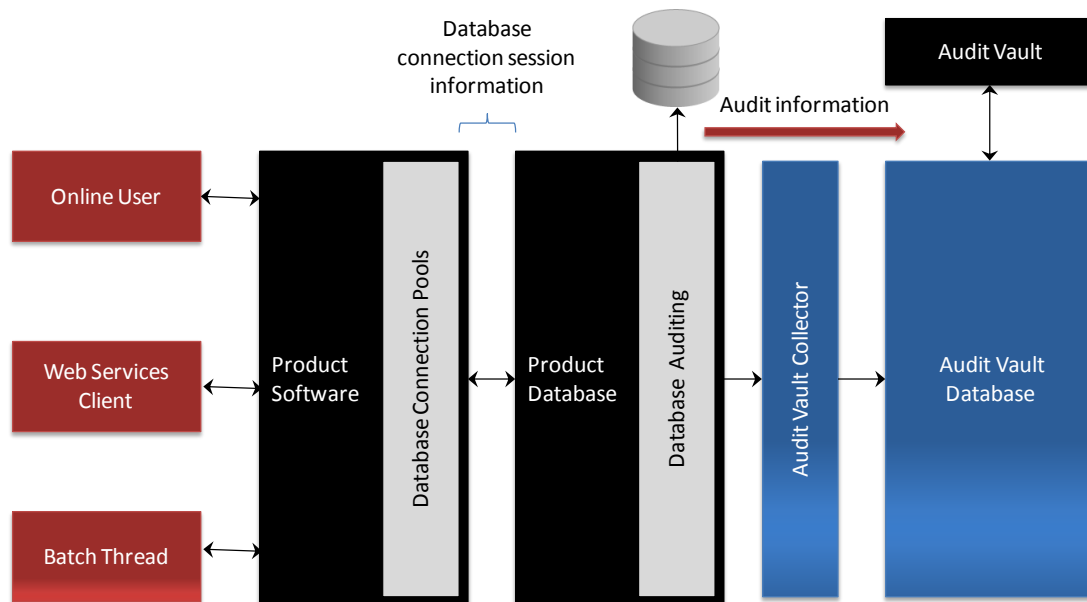 Database
connection session
information
Audit Vault
Audit information
Online User
Web Services
Client
Batch Thread
Product
Software
Database Connection Pools
Product
Database
Database Auditing
Audit Vault Collector
Audit Vault
Database